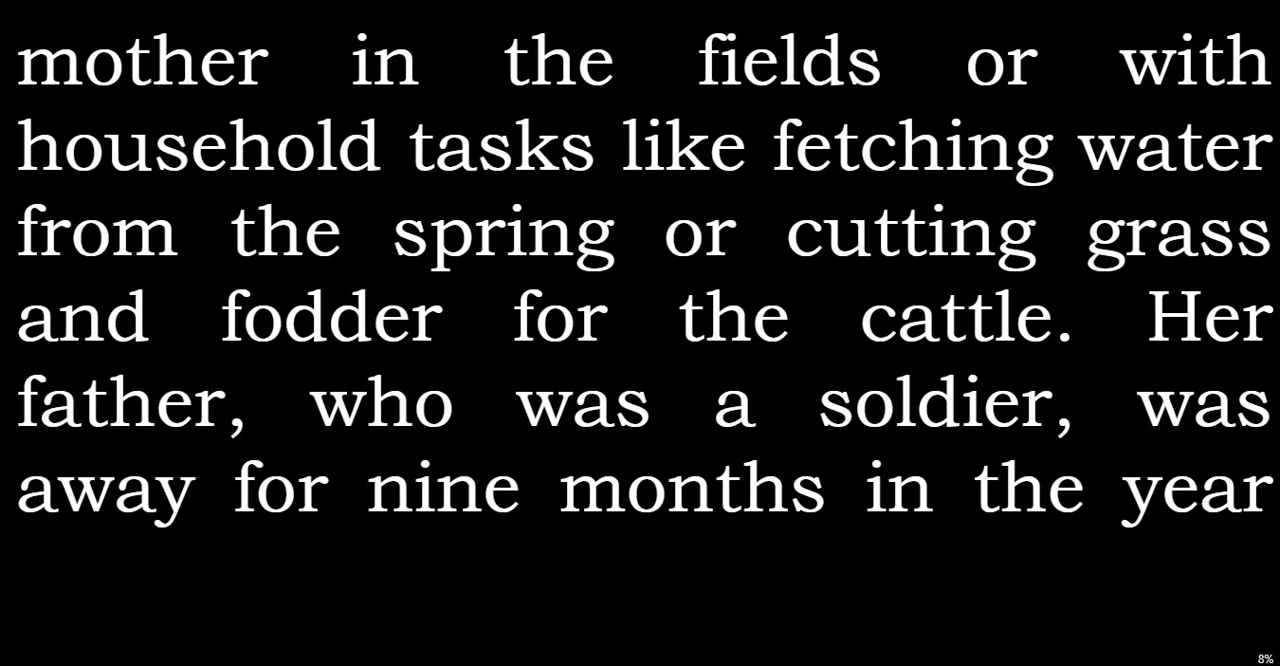 mother in the fields or with
household tasks like fetching water
from the spring or cutting grass
and fodder for the cattle. Her
father, who was a soldier, was
away for nine months in the year
8%